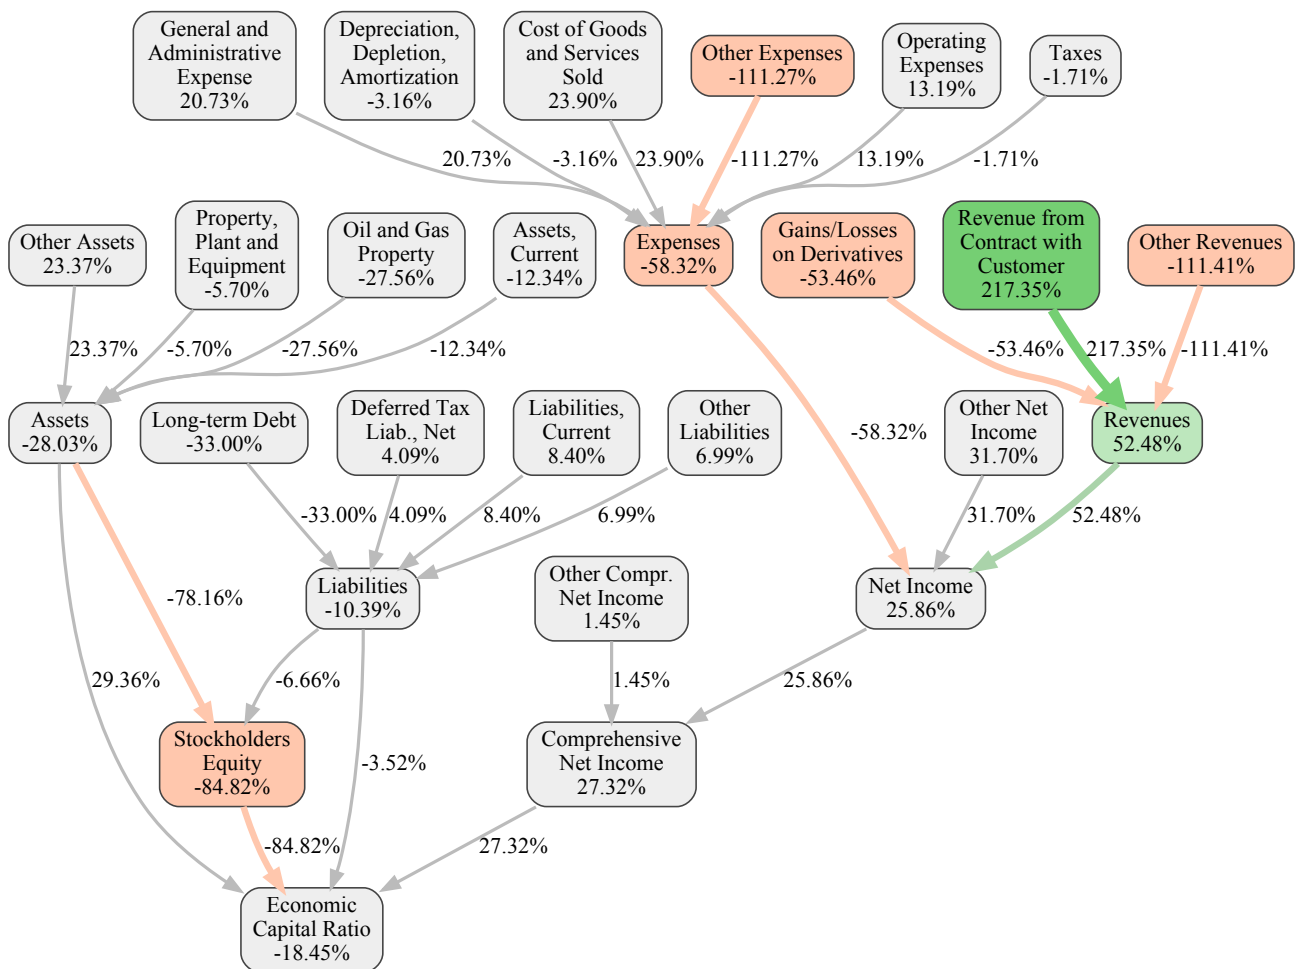 General and
Administrative
Expense
20.73%
Depreciation,
Depletion,
Amortization
-3.16%
Cost of Goods
and Services
Sold
23.90%
Other Expenses
-111.27%
Operating
Expenses
13.19%
Taxes
-1.71%
20.73%
-3.16%
23.90%
-111.27%
13.19%
-1.71%
Other Assets
23.37%
Property,
Plant and
Equipment
-5.70%
Oil and Gas
Property
-27.56%
Assets,
Current
-12.34%
Expenses
-58.32%
Gains/Losses
on Derivatives
-53.46%
Revenue from
Contract with
Customer
217.35%
Other Revenues
-111.41%
23.37%
-5.70%
-27.56%
-12.34%
-53.46%
217.35%
-111.41%
Assets
-28.03%
Long-term Debt
-33.00%
Deferred Tax
Liab., Net
4.09%
Liabilities,
Current
8.40%
Other
Liabilities
6.99%
-58.32%
Other Net
Income
31.70%
Revenues
52.48%
-33.00%
4.09%
8.40%
6.99%
31.70%
52.48%
-78.16%
Liabilities
-10.39%
Other Compr.
Net Income
1.45%
Net Income
25.86%
29.36%
-6.66%
1.45%
25.86%
Stockholders
Equity
-84.82%
-3.52%
Comprehensive
Net Income
27.32%
-84.82%
27.32%
Economic
Capital Ratio
-18.45%